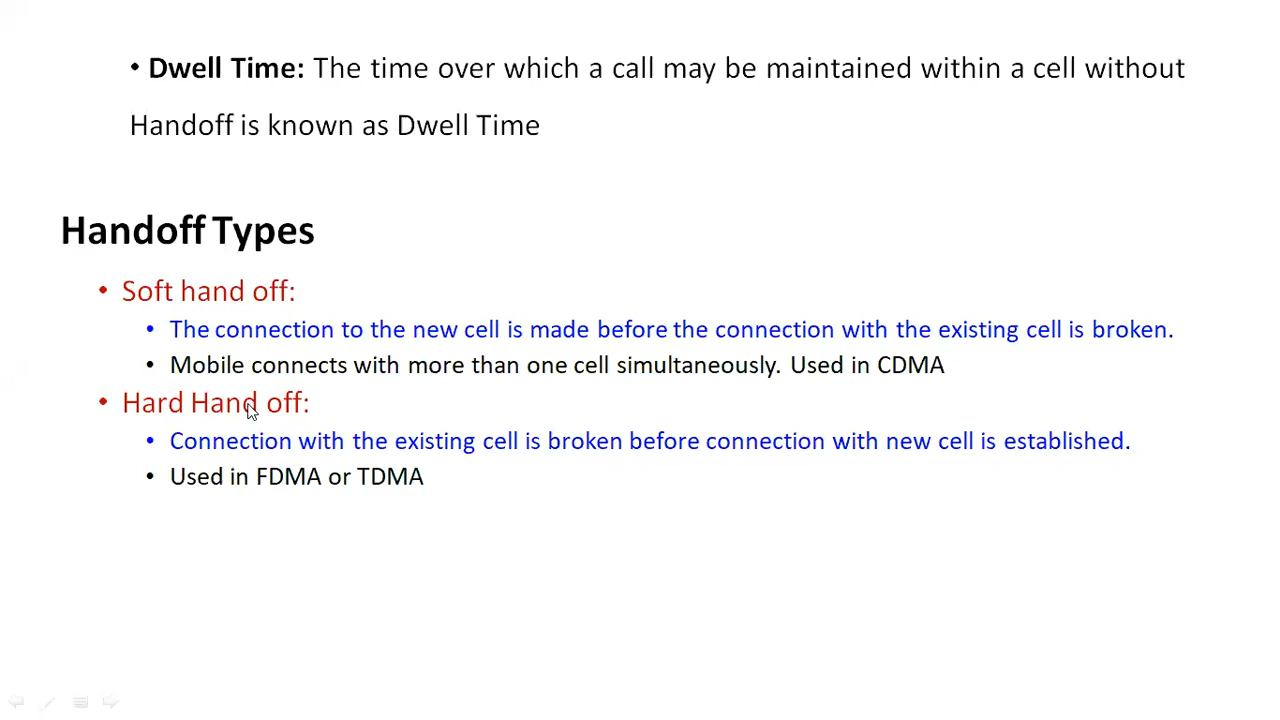 • Dwell Time: The time over which a call may be maintained within a cell without
Handoff is known as Dwell Time
Handoff Types
• Soft hand off:
• The connection to the new cell is made before the connection with the existing cell is broken.
• Mobile connects with more than one cell simultaneously. Used in CDMA
• Hard Hand off:
• Connection with the existing cell is broken before connection with new cell is established.
• Used in FDMA or TDMA